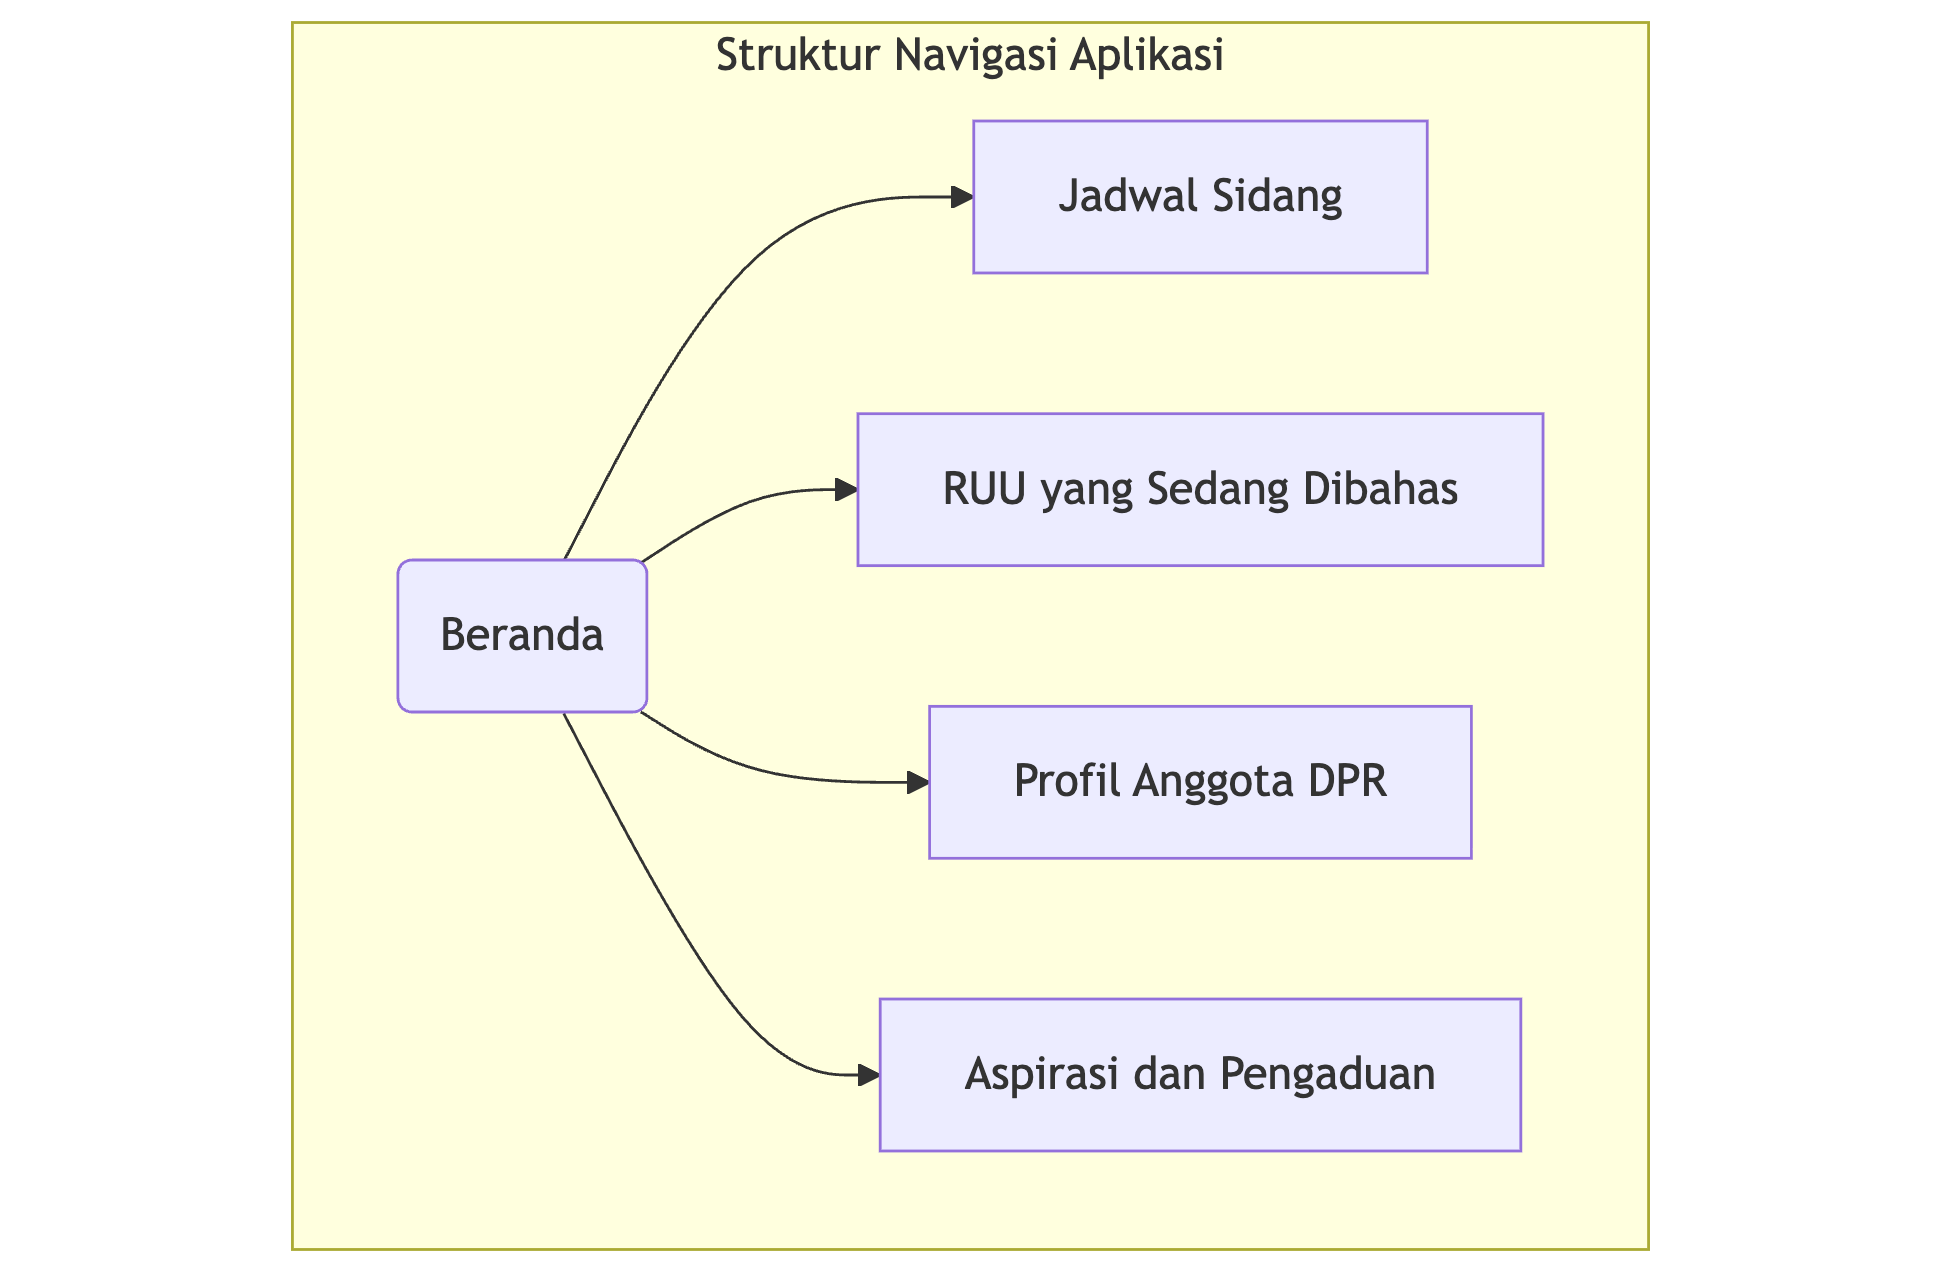 Struktur Navigasi Aplikasi
Jadwal Sidang
RUU yang Sedang Dibahas
Beranda
Profil Anggota DPR
Aspirasi dan Pengaduan